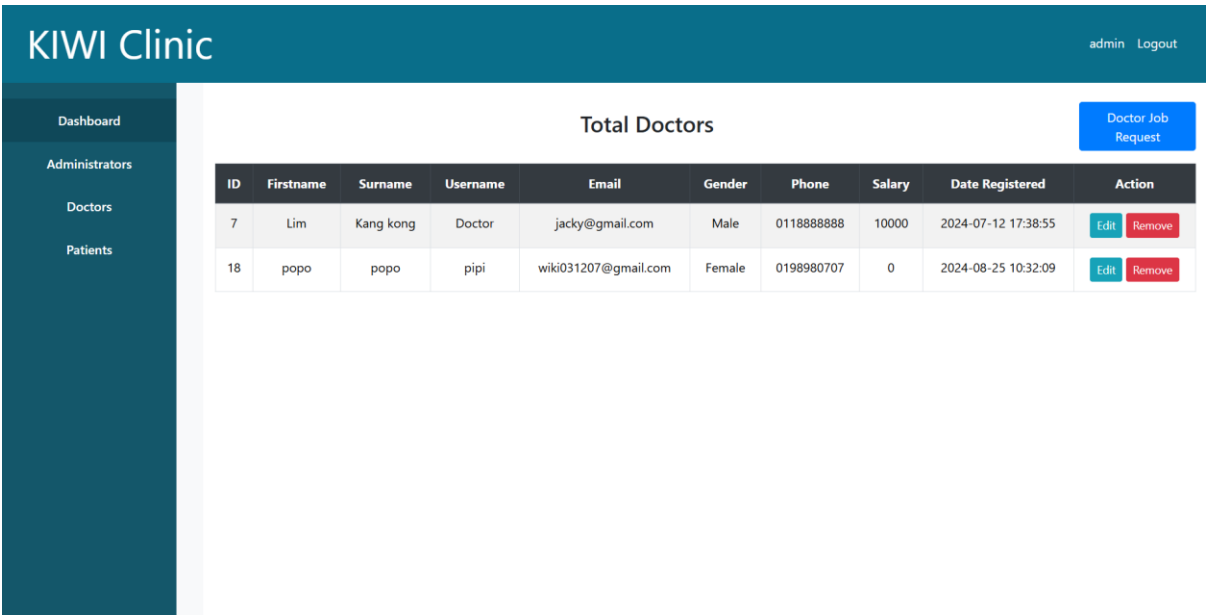 KIWI Clinic
admin Logout
Dashboard
Administrators
Doctors
Patients
Total Doctors
Doctor Job
Request
ID Firstname Surname Username Email Gender Phone Salary Date Registered Action
7 Lim Kang kong Doctor jacky@gmail.com Male 0118888888 10000 2024-07-12 17:38:55 Edit Remove
18 popo popo pipi wiki031207@gmail.com Female 0198980707 0 2024-08-25 10:32:09 Edit Remove